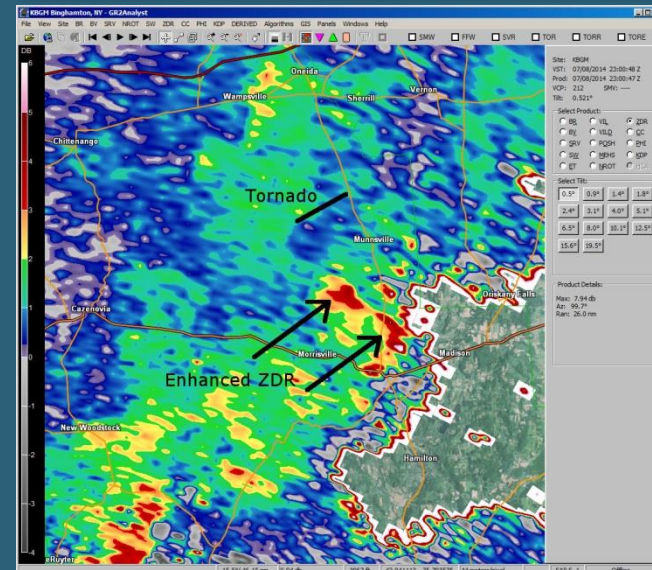 KBGM Binghamton, NY - GR2Analyst
File View Site BR BV SRV NROT SW ZDR CC PHI KDP DERIVED Algorithms GIS Panels Windows Help
SMW FFW SVR TOR TORR TORE
DB
6
5
4
3
2
1
0
-1
-2
-3
-4
Oneida
Wampsville
Sherrill
Vernon
Chittenango
Tornado
Munnsville
Oriskany Falls
Cazenovia
Morrisville
Madison
Enhanced ZDR
New Woodstock
Hamilton
eRuyter
Site: KBGM
VST: 07/08/2014 23:00:48 Z
Prod: 07/08/2014 23:00:47 Z
VCP: 212 SMV: ----
Tilt: 0.521°
Select Product:
BR VIL ZDR
BV VILD CC
SRV POSH PHI
SW MEHS KDP
ET NROT
Select Tilt:
0.5° 0.9° 1.4° 1.8°
2.4° 3.1° 4.0° 5.1°
6.5° 8.0° 10.1° 12.5°
15.6° 19.5°
Product Details:
Max: 7.94 db
Az: 99.7°
Ran: 26.0 nm
Offline